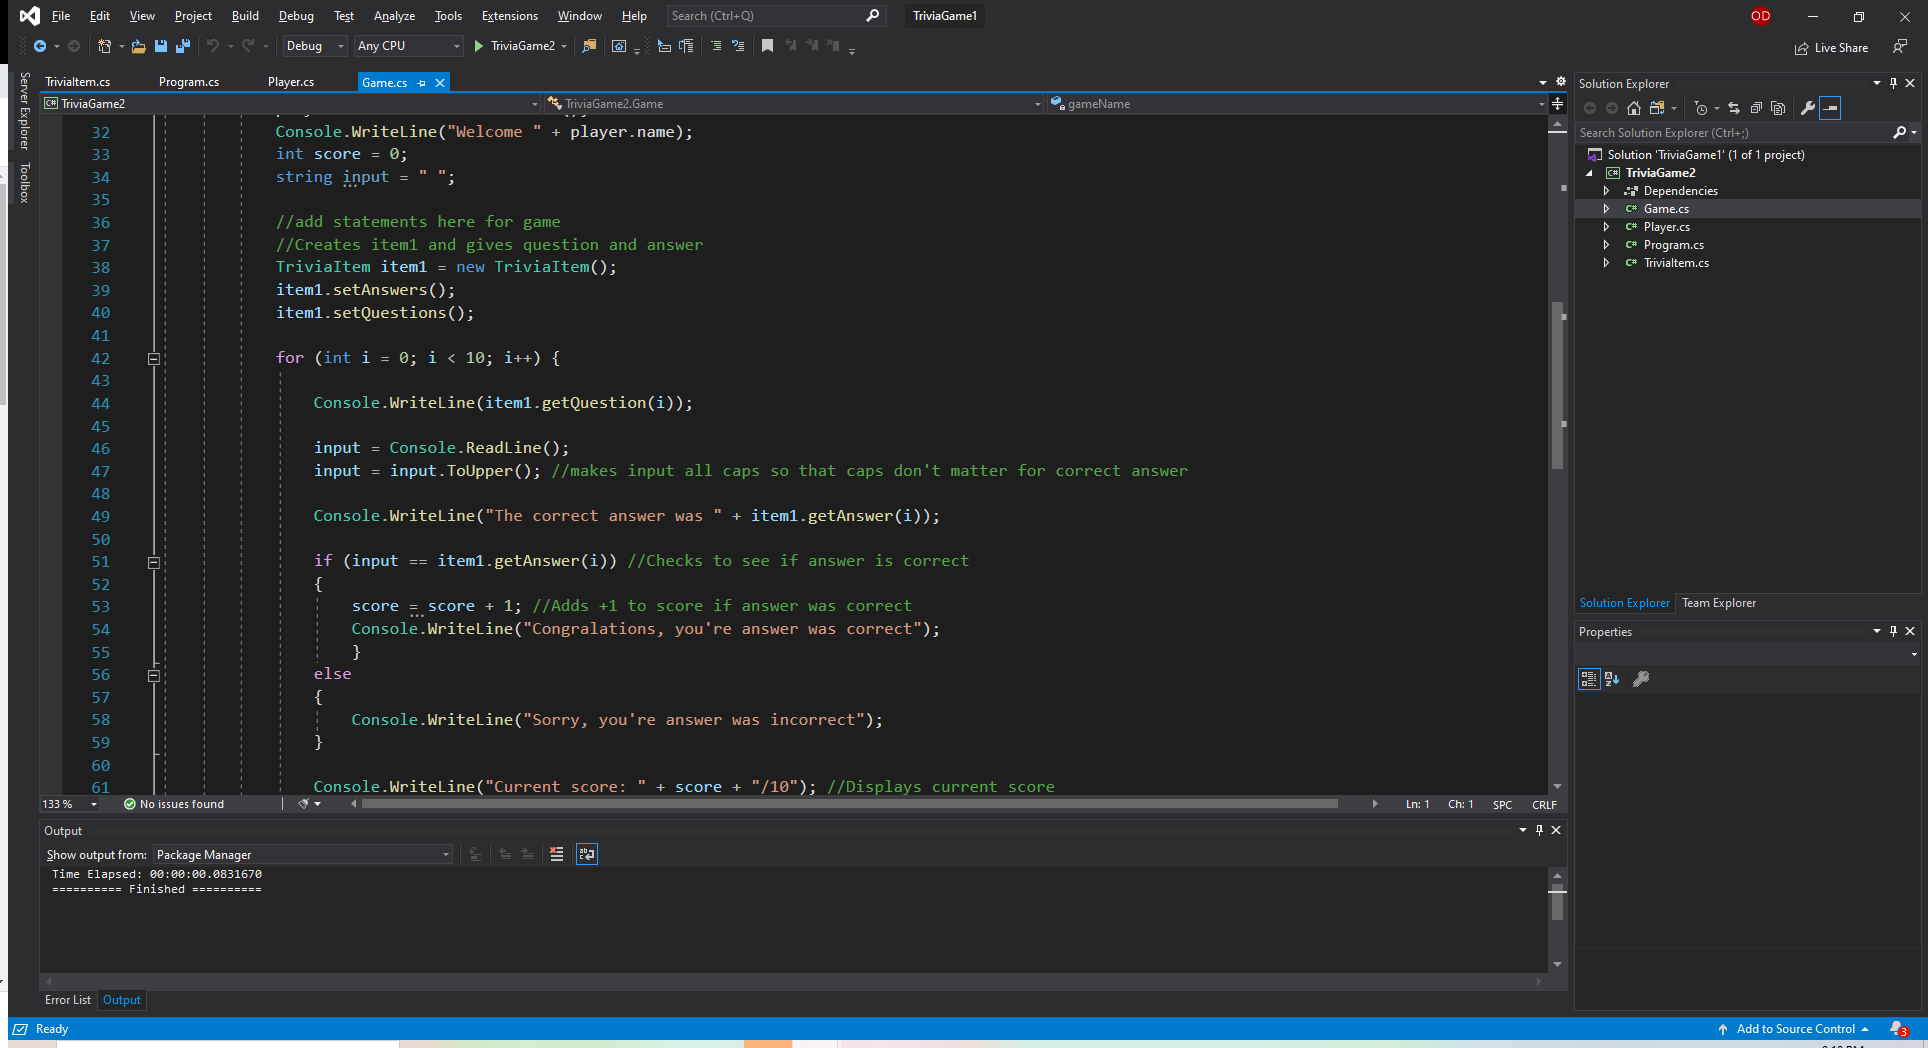 File Edit View Project Build Debug Test Analyze Tools Extensions Window Help Search (Ctrl+Q) TriviaGame1 OD
Debug Any CPU TriviaGame2 Live Share
Server Explorer
Toolbox
TriviaItem.cs Program.cs Player.cs Game.cs
C# TriviaGame2 TriviaGame2.Game gameName
32 Console.WriteLine("Welcome " + player.name);
33 int score = 0;
34 string input = " ";
35
36 //add statements here for game
37 //Creates item1 and gives question and answer
38 TriviaItem item1 = new TriviaItem();
39 item1.setAnswers();
40 item1.setQuestions();
41
42 for (int i = 0; i < 10; i++) {
43
44 Console.WriteLine(item1.getQuestion(i));
45
46 input = Console.ReadLine();
47 input = input.ToUpper(); //makes input all caps so that caps don't matter for correct answer
48
49 Console.WriteLine("The correct answer was " + item1.getAnswer(i));
50
51 if (input == item1.getAnswer(i)) //Checks to see if answer is correct
52 {
53 score = score + 1; //Adds +1 to score if answer was correct
54 Console.WriteLine("Congralations, you're answer was correct");
55 }
56 else
57 {
58 Console.WriteLine("Sorry, you're answer was incorrect");
59 }
60
61 Console.WriteLine("Current score: " + score + "/10"); //Displays current score
133 % No issues found Ln: 1 Ch: 1 SPC CRLF
Output
Show output from: Package Manager
Time Elapsed: 00:00:00.0831670
========== Finished ==========
Error List Output
Solution Explorer
Search Solution Explorer (Ctrl+;)
Solution 'TriviaGame1' (1 of 1 project)
C# TriviaGame2
Dependencies
C# Game.cs
C# Player.cs
C# Program.cs
C# TriviaItem.cs
Solution Explorer Team Explorer
Properties
Ready Add to Source Control 3